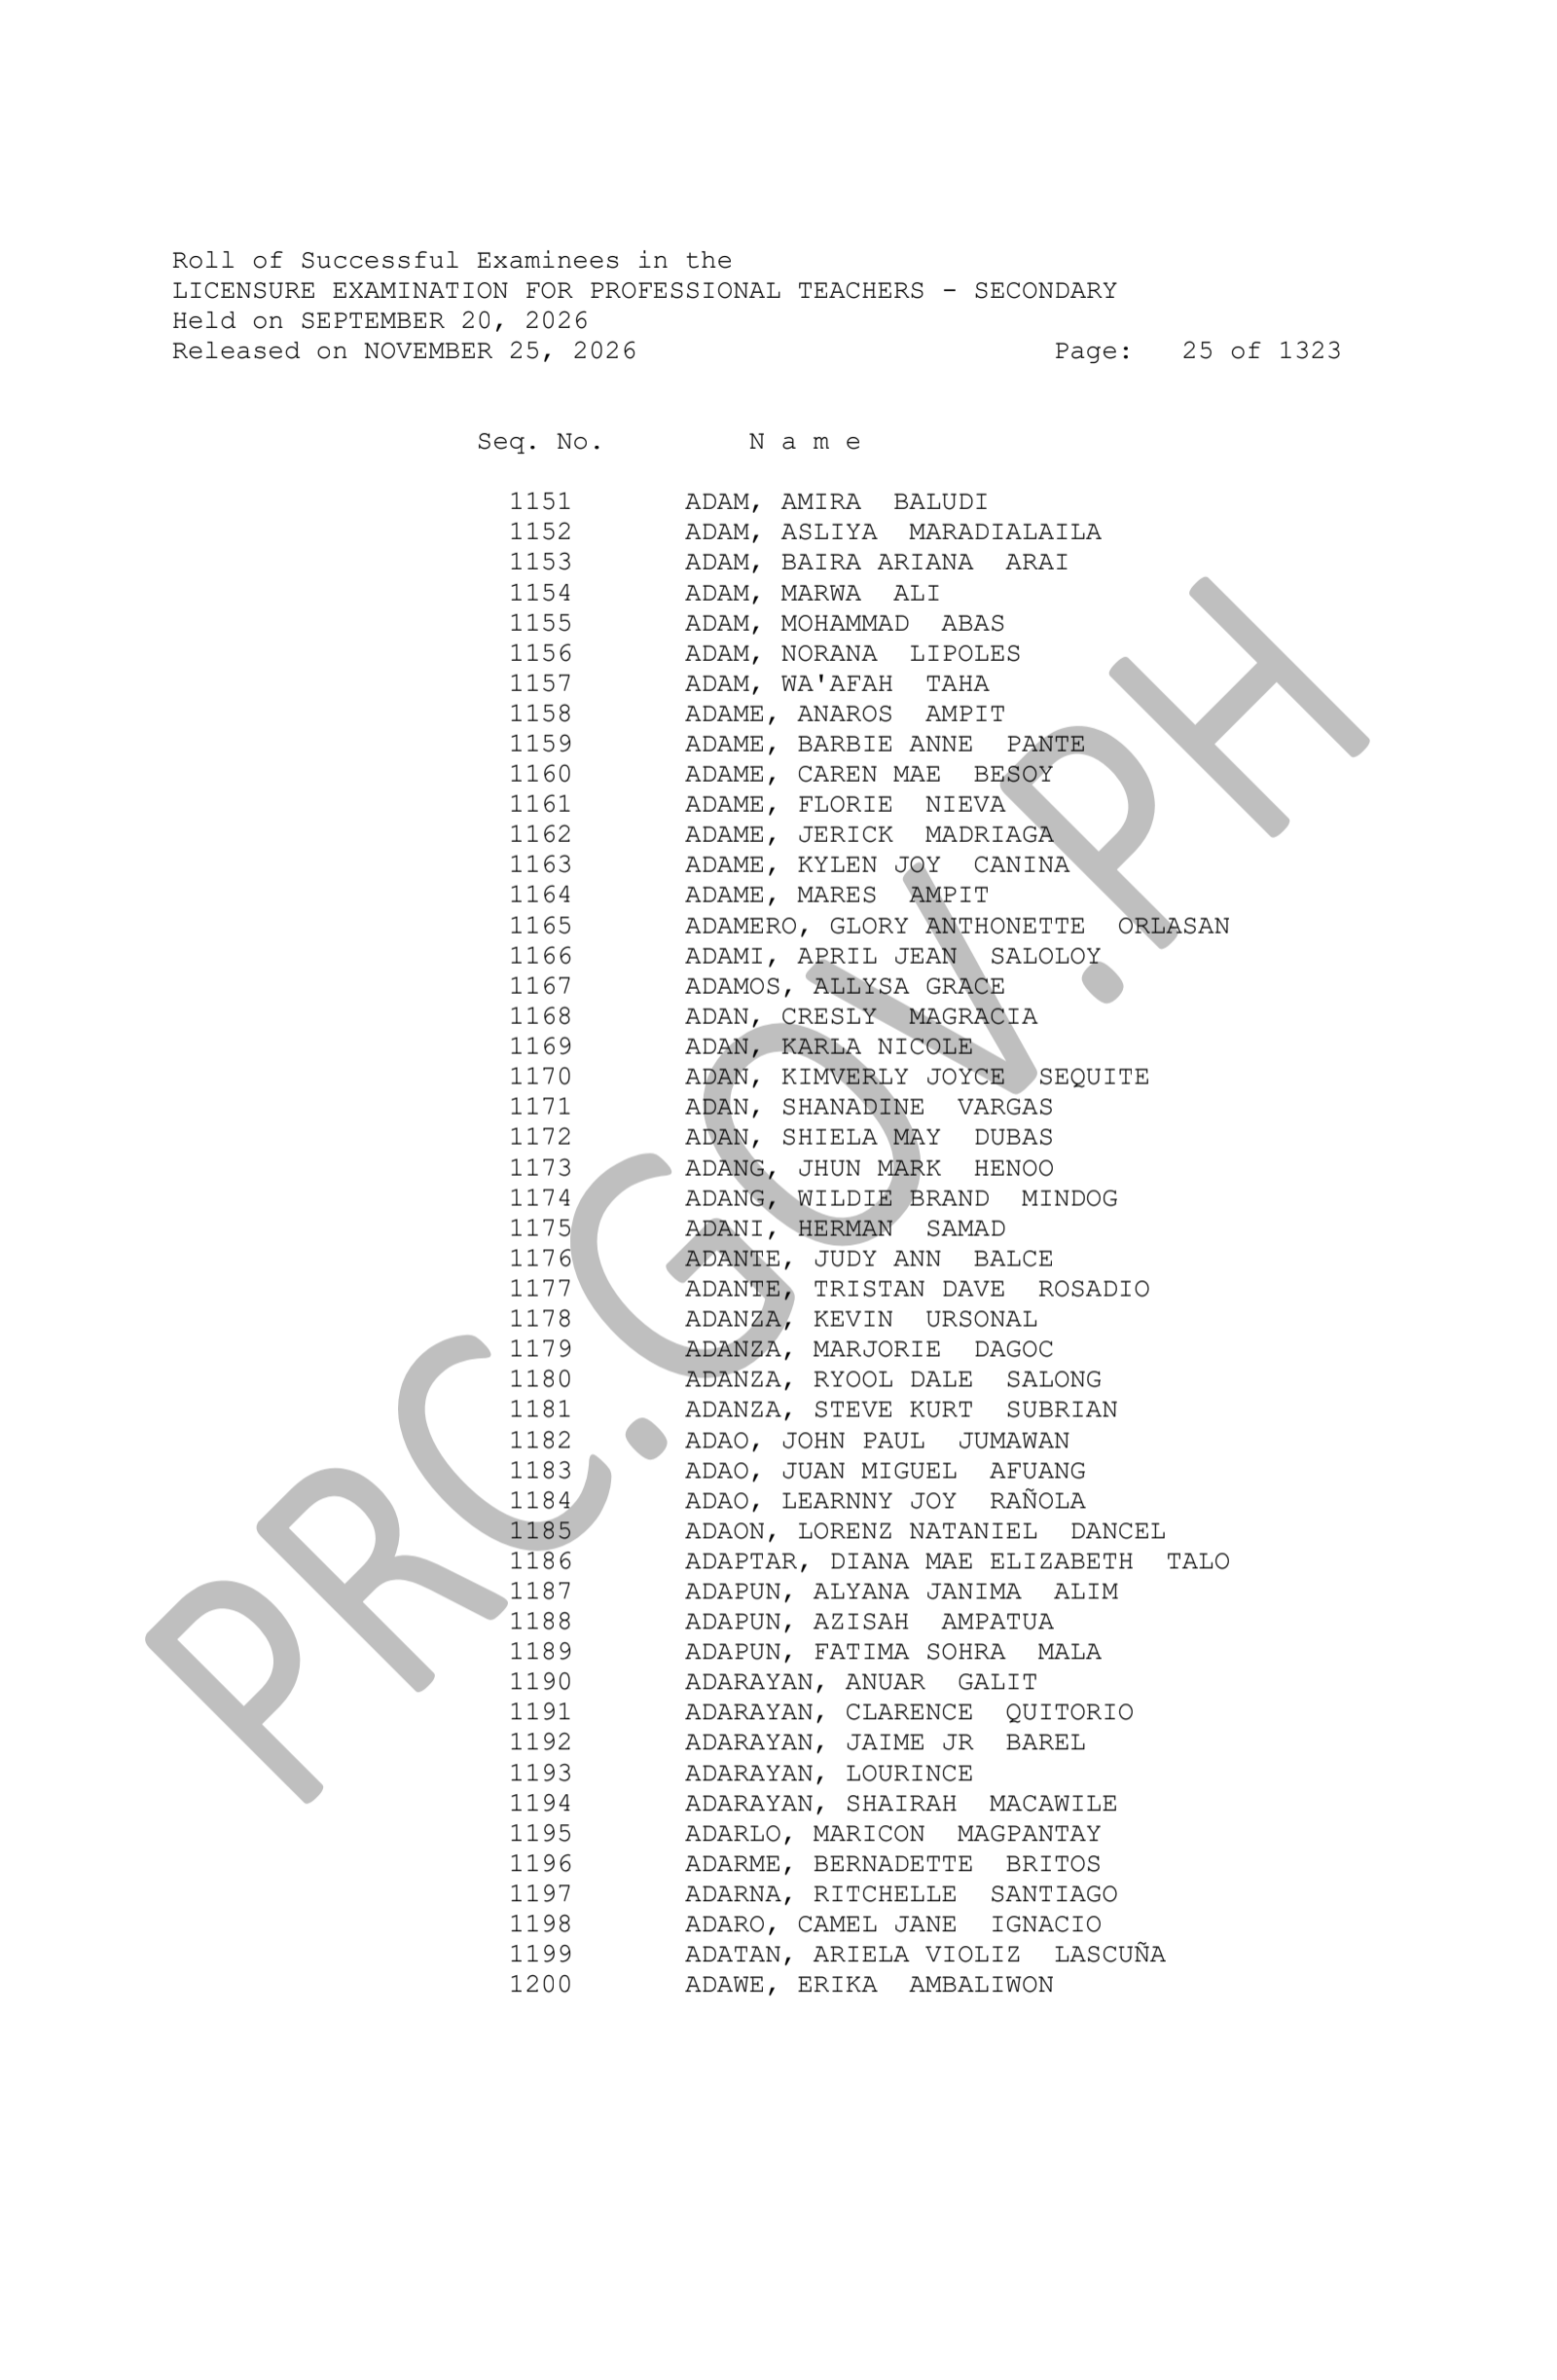 Roll of Successful Examinees in the
LICENSURE EXAMINATION FOR PROFESSIONAL TEACHERS - SECONDARY
Held on SEPTEMBER 20, 2026
Released on NOVEMBER 25, 2026 Page: 25 of 1323
Seq. No. N a m e
1151 ADAM, AMIRA BALUDI
1152 ADAM, ASLIYA MARADIALAILA
1153 ADAM, BAIRA ARIANA ARAI
1154 ADAM, MARWA ALI
1155 ADAM, MOHAMMAD ABAS
1156 ADAM, NORANA LIPOLES
1157 ADAM, WA'AFAH TAHA
1158 ADAME, ANAROS AMPIT
1159 ADAME, BARBIE ANNE PANTE
1160 ADAME, CAREN MAE BESOY
1161 ADAME, FLORIE NIEVA
1162 ADAME, JERICK MADRIAGA
1163 ADAME, KYLEN JOY CANINA
1164 ADAME, MARES AMPIT
1165 ADAMERO, GLORY ANTHONETTE ORLASAN
1166 ADAMI, APRIL JEAN SALOLOY
1167 ADAMOS, ALLYSA GRACE
1168 ADAN, CRESLY MAGRACIA
1169 ADAN, KARLA NICOLE
1170 ADAN, KIMVERLY JOYCE SEQUITE
1171 ADAN, SHANADINE VARGAS
1172 ADAN, SHIELA MAY DUBAS
1173 ADANG, JHUN MARK HENOO
1174 ADANG, WILDIE BRAND MINDOG
1175 ADANI, HERMAN SAMAD
1176 ADANTE, JUDY ANN BALCE
1177 ADANTE, TRISTAN DAVE ROSADIO
1178 ADANZA, KEVIN URSONAL
1179 ADANZA, MARJORIE DAGOC
1180 ADANZA, RYOOL DALE SALONG
1181 ADANZA, STEVE KURT SUBRIAN
1182 ADAO, JOHN PAUL JUMAWAN
1183 ADAO, JUAN MIGUEL AFUANG
1184 ADAO, LEARNNY JOY RAÑOLA
1185 ADAON, LORENZ NATANIEL DANCEL
1186 ADAPTAR, DIANA MAE ELIZABETH TALO
1187 ADAPUN, ALYANA JANIMA ALIM
1188 ADAPUN, AZISAH AMPATUA
1189 ADAPUN, FATIMA SOHRA MALA
1190 ADARAYAN, ANUAR GALIT
1191 ADARAYAN, CLARENCE QUITORIO
1192 ADARAYAN, JAIME JR BAREL
1193 ADARAYAN, LOURINCE
1194 ADARAYAN, SHAIRAH MACAWILE
1195 ADARLO, MARICON MAGPANTAY
1196 ADARME, BERNADETTE BRITOS
1197 ADARNA, RITCHELLE SANTIAGO
1198 ADARO, CAMEL JANE IGNACIO
1199 ADATAN, ARIELA VIOLIZ LASCUÑA
1200 ADAWE, ERIKA AMBALIWON
PRC.GOV.PH